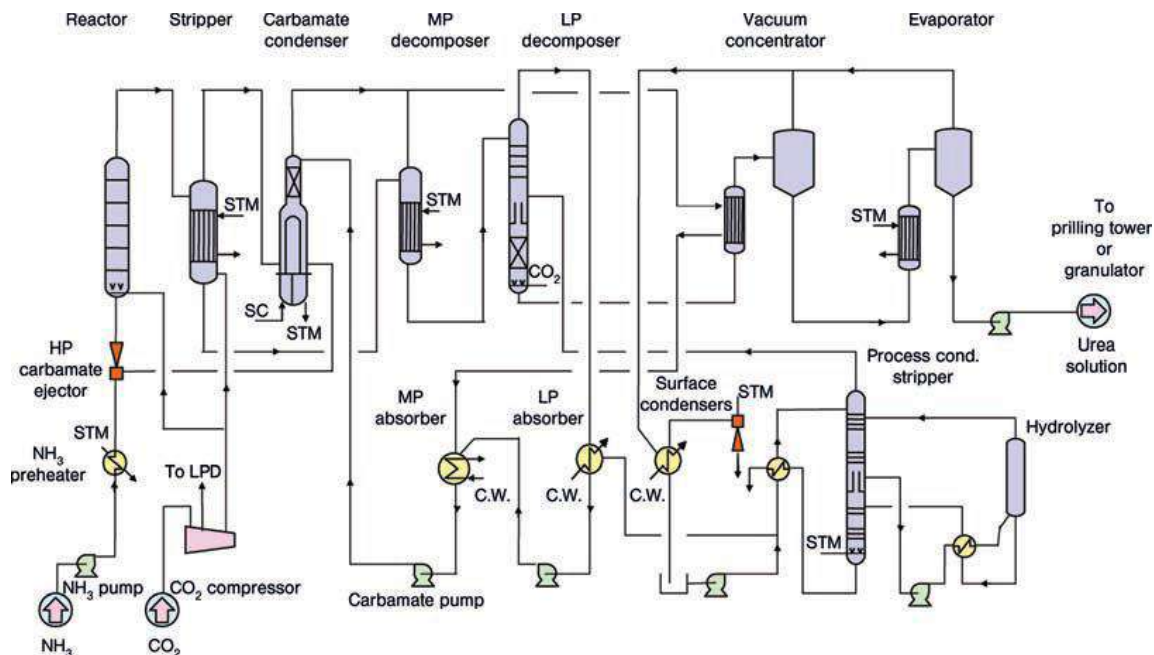 Reactor
Stripper
Carbamate
condenser
MP
decomposer
LP
decomposer
Vacuum
concentrator
Evaporator
STM
STM
STM
CO₂
SC
STM
To
prilling tower
or
granulator
Urea
solution
HP
carbamate
ejector
STM
NH₃
preheater
To LPD
MP
absorber
LP
absorber
Surface
condensers
STM
Process cond.
stripper
Hydrolyzer
C.W.
C.W.
C.W.
STM
NH₃ pump
CO₂ compressor
Carbamate pump
NH₃
CO₂